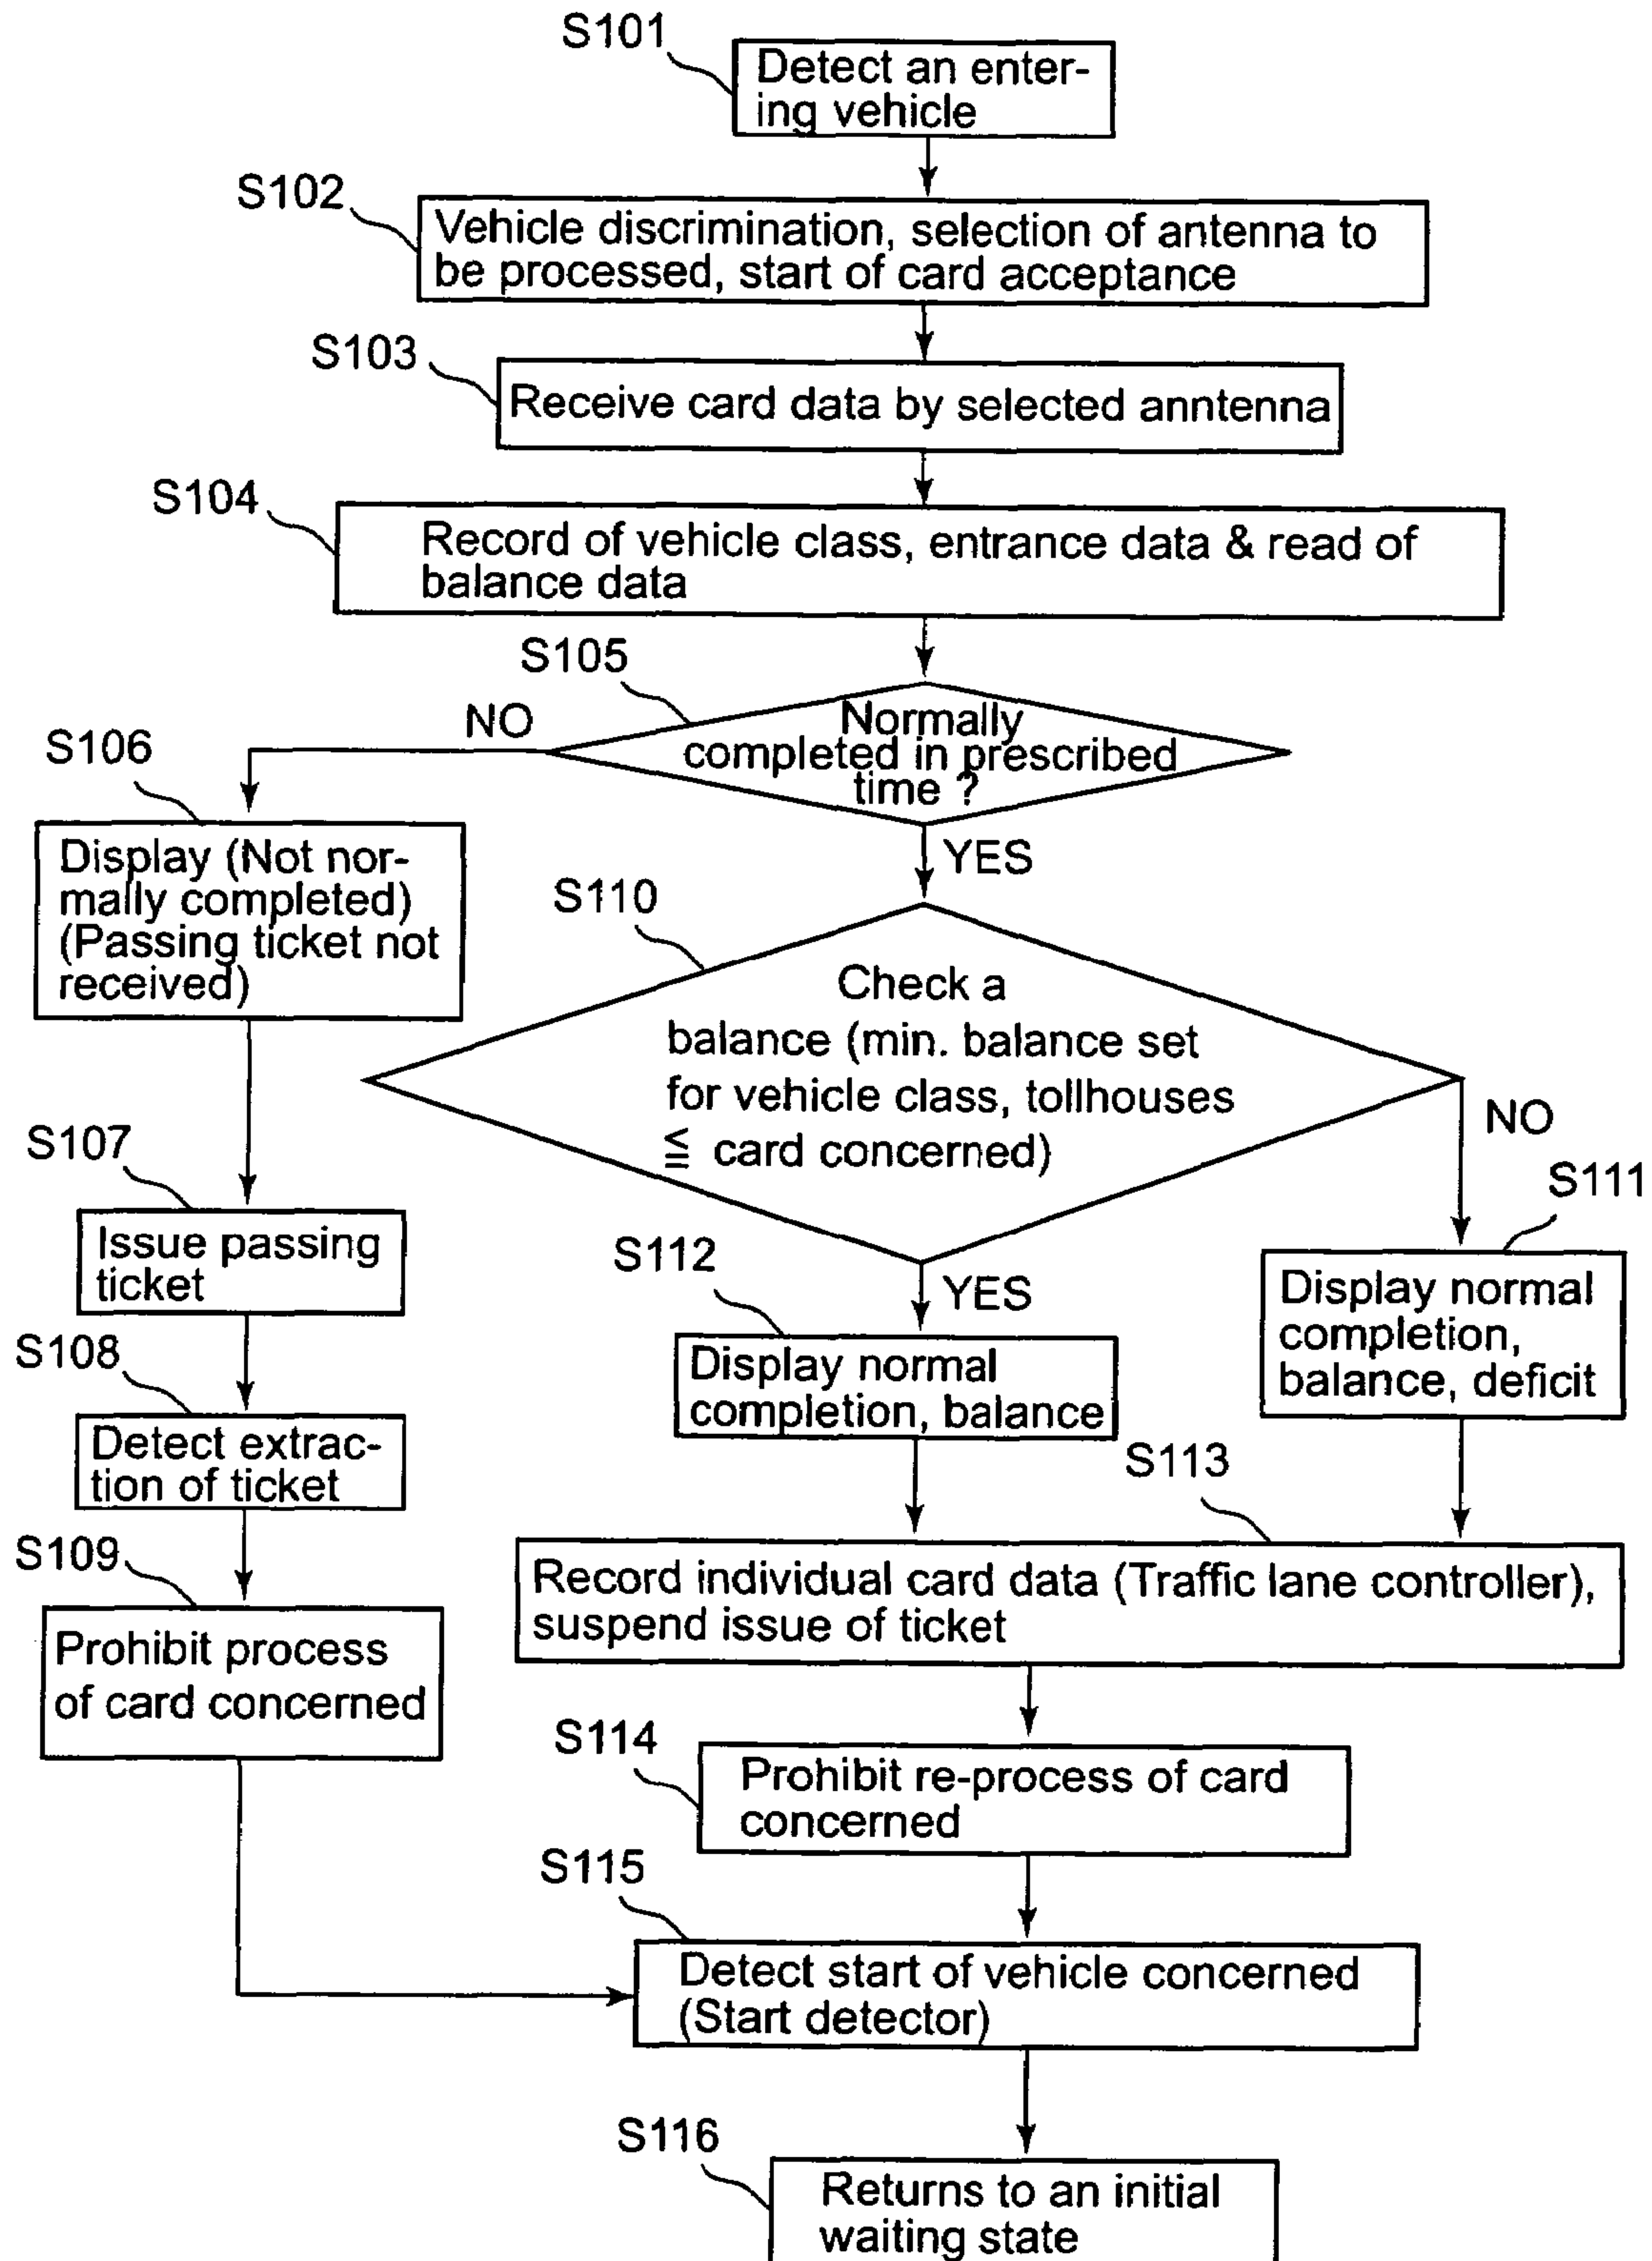 S101
Detect an enter-
ing vehicle
S102
Vehicle discrimination, selection of antenna to
be processed, start of card acceptance
S103
Receive card data by selected anntenna
S104
Record of vehicle class, entrance data & read of
balance data
S105
Normally
completed in prescribed
time ?
NO
YES
S106
Display (Not nor-
mally completed)
(Passing ticket not
received)
S107
Issue passing
ticket
S108
Detect extrac-
tion of ticket
S109
Prohibit process
of card concerned
S110
Check a
balance (min. balance set
for vehicle class, tollhouses
≦ card concerned)
NO
YES
S111
Display normal
completion,
balance, deficit
S112
Display normal
completion, balance
S113
Record individual card data (Traffic lane controller),
suspend issue of ticket
S114
Prohibit re-process of card
concerned
S115
Detect start of vehicle concerned
(Start detector)
S116
Returns to an initial
waiting state